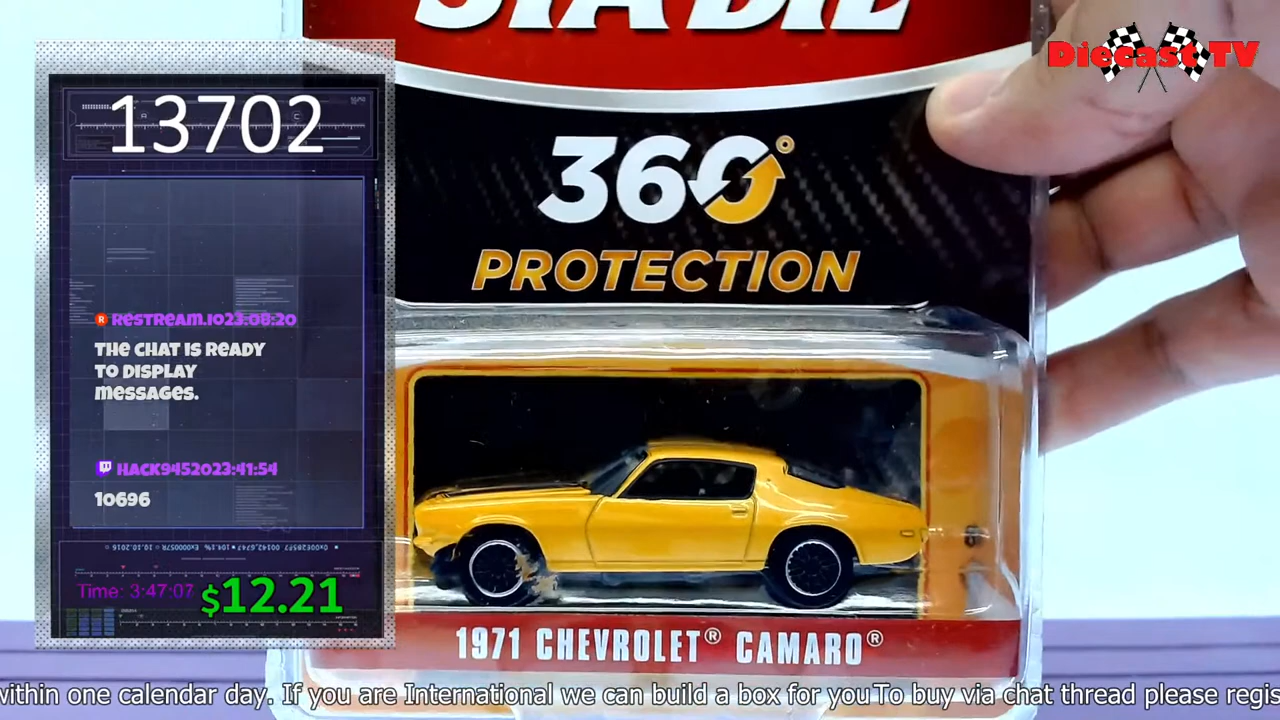 STA-BIL
Diecast TV
13702
360°
PROTECTION
RESTREAM.IO23:08:20
THE CHAT IS READY
TO DISPLAY
MESSAGES.
HACK9452023:41:54
10696
Time: 3:47:07
$12.21
1971 CHEVROLET® CAMARO®
within one calendar day. If you are International we can build a box for youTo buy via chat thread please regis